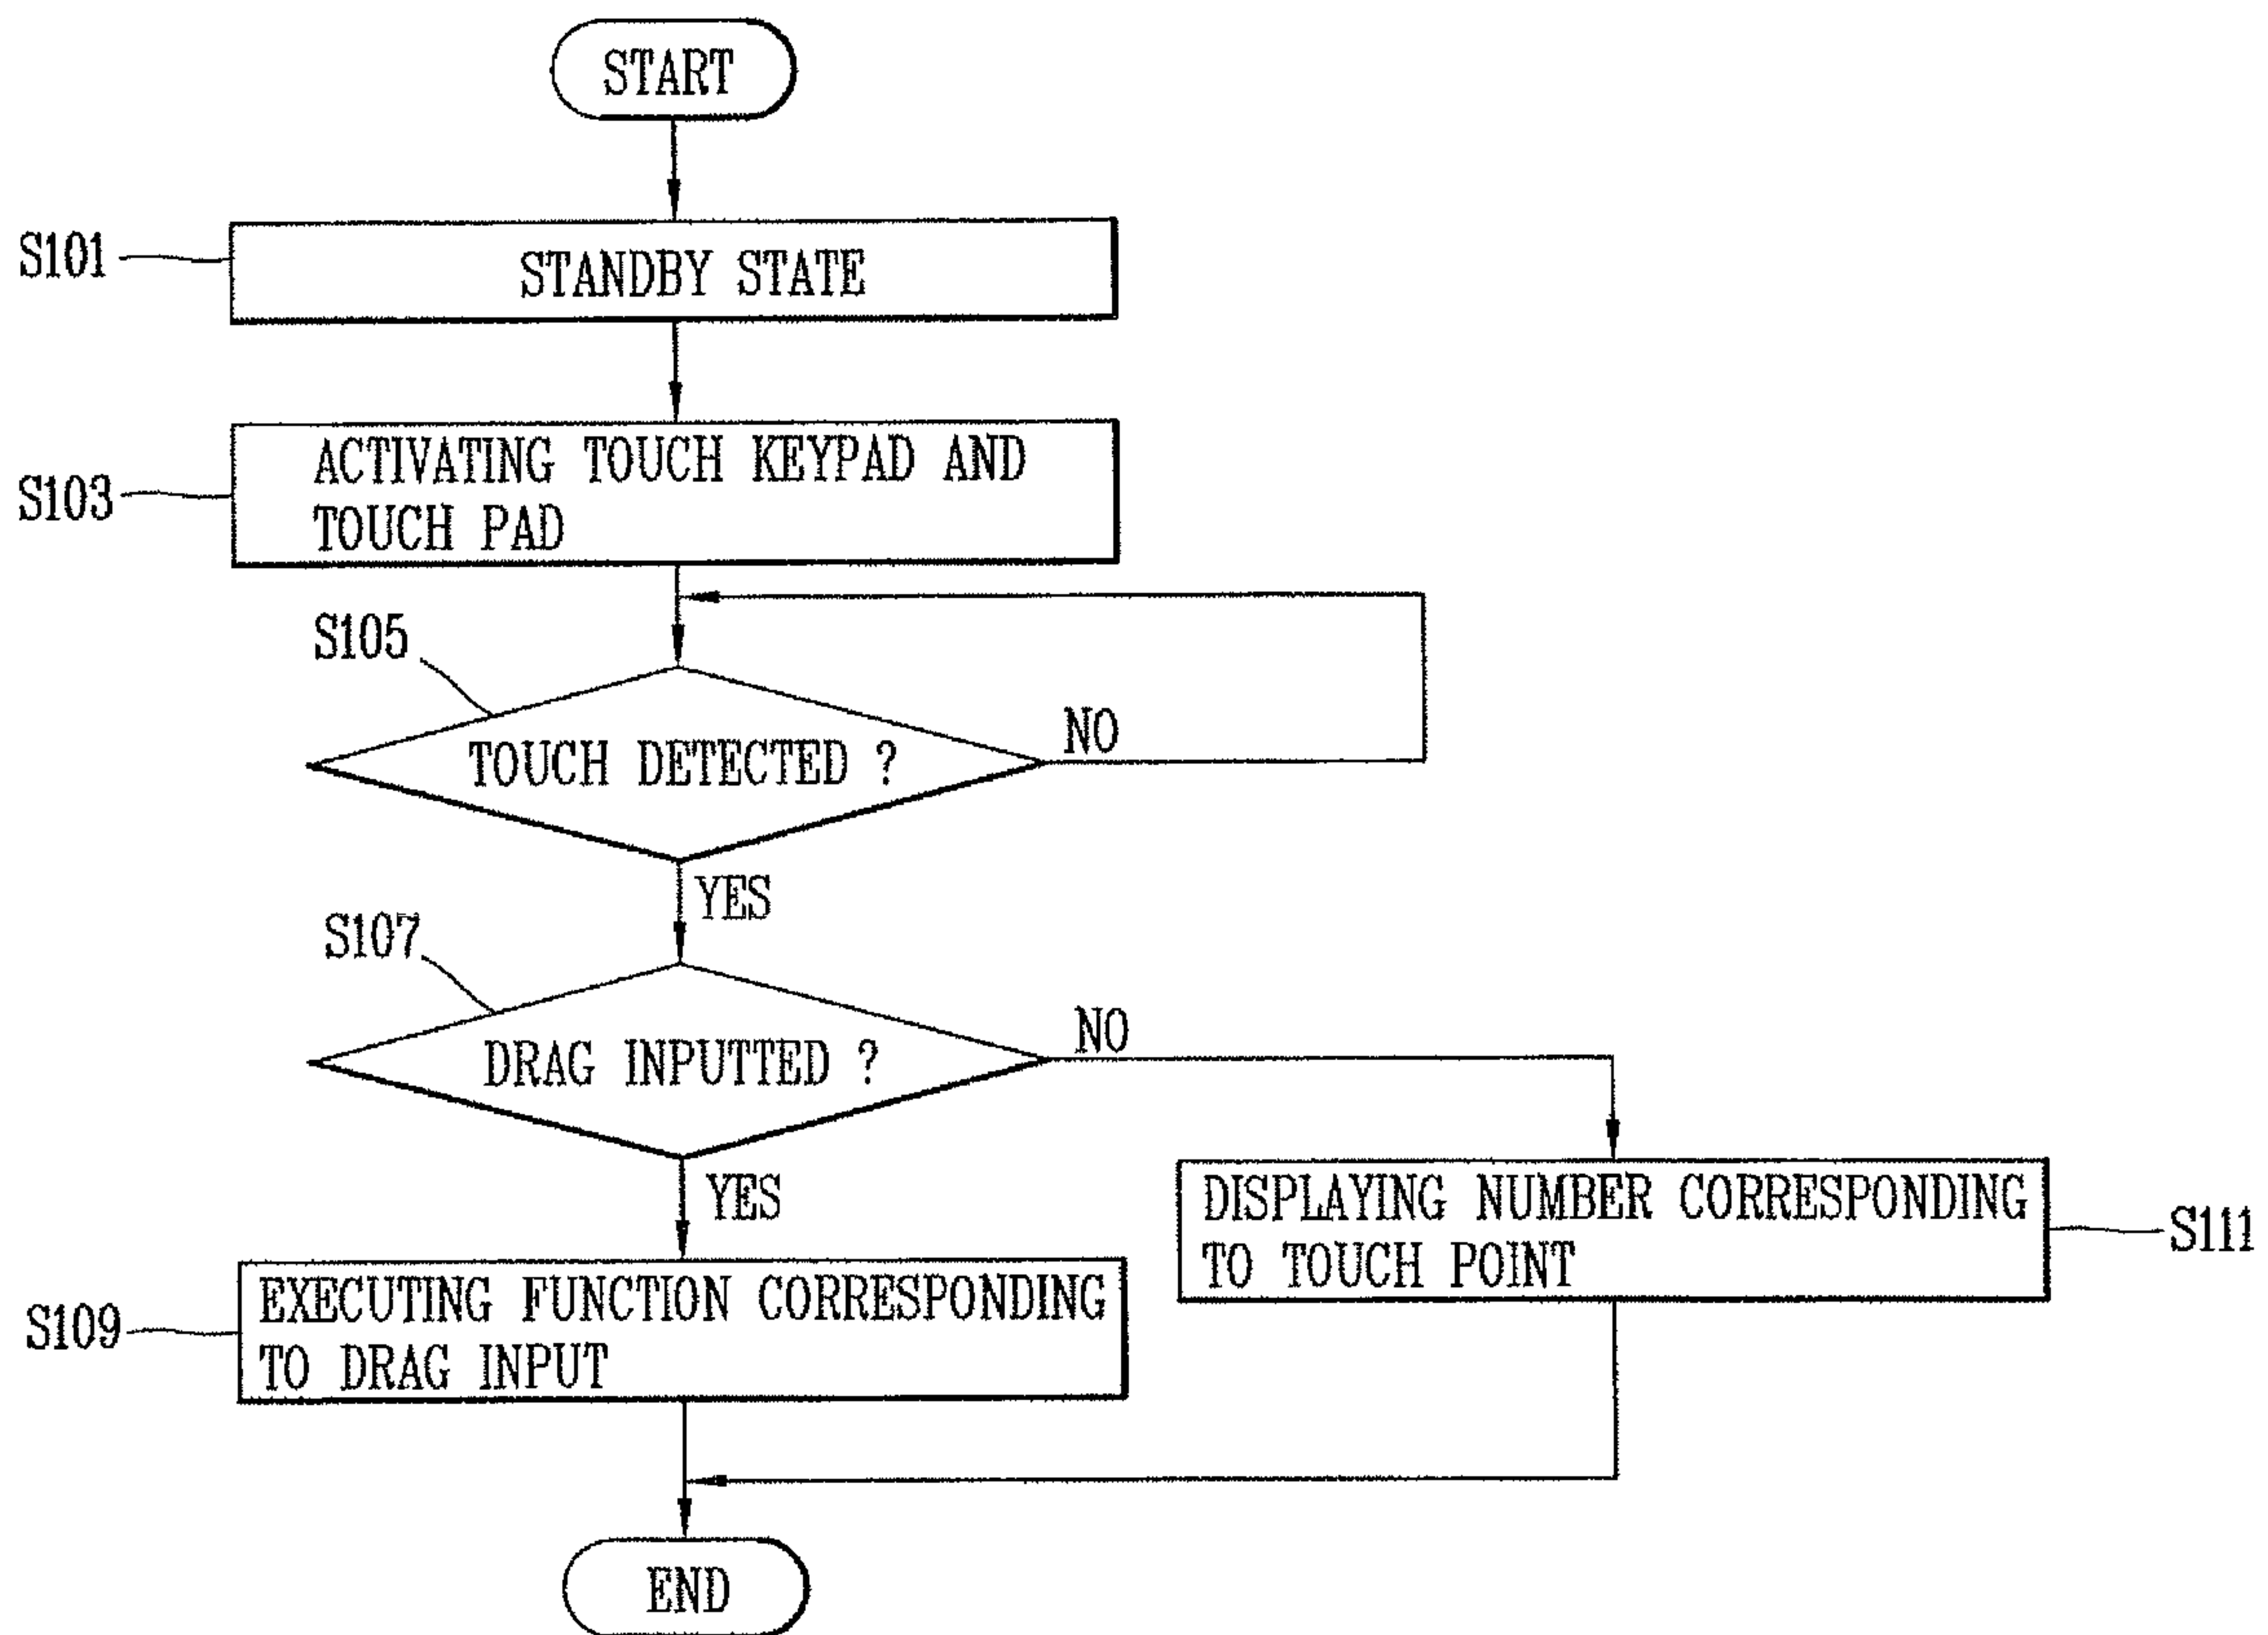 START
S101
STANDBY STATE
S103
ACTIVATING TOUCH KEYPAD AND
TOUCH PAD
S105
TOUCH DETECTED ?
NO
YES
S107
DRAG INPUTTED ?
NO
YES
DISPLAYING NUMBER CORRESPONDING
TO TOUCH POINT
S111
S109
EXECUTING FUNCTION CORRESPONDING
TO DRAG INPUT
END